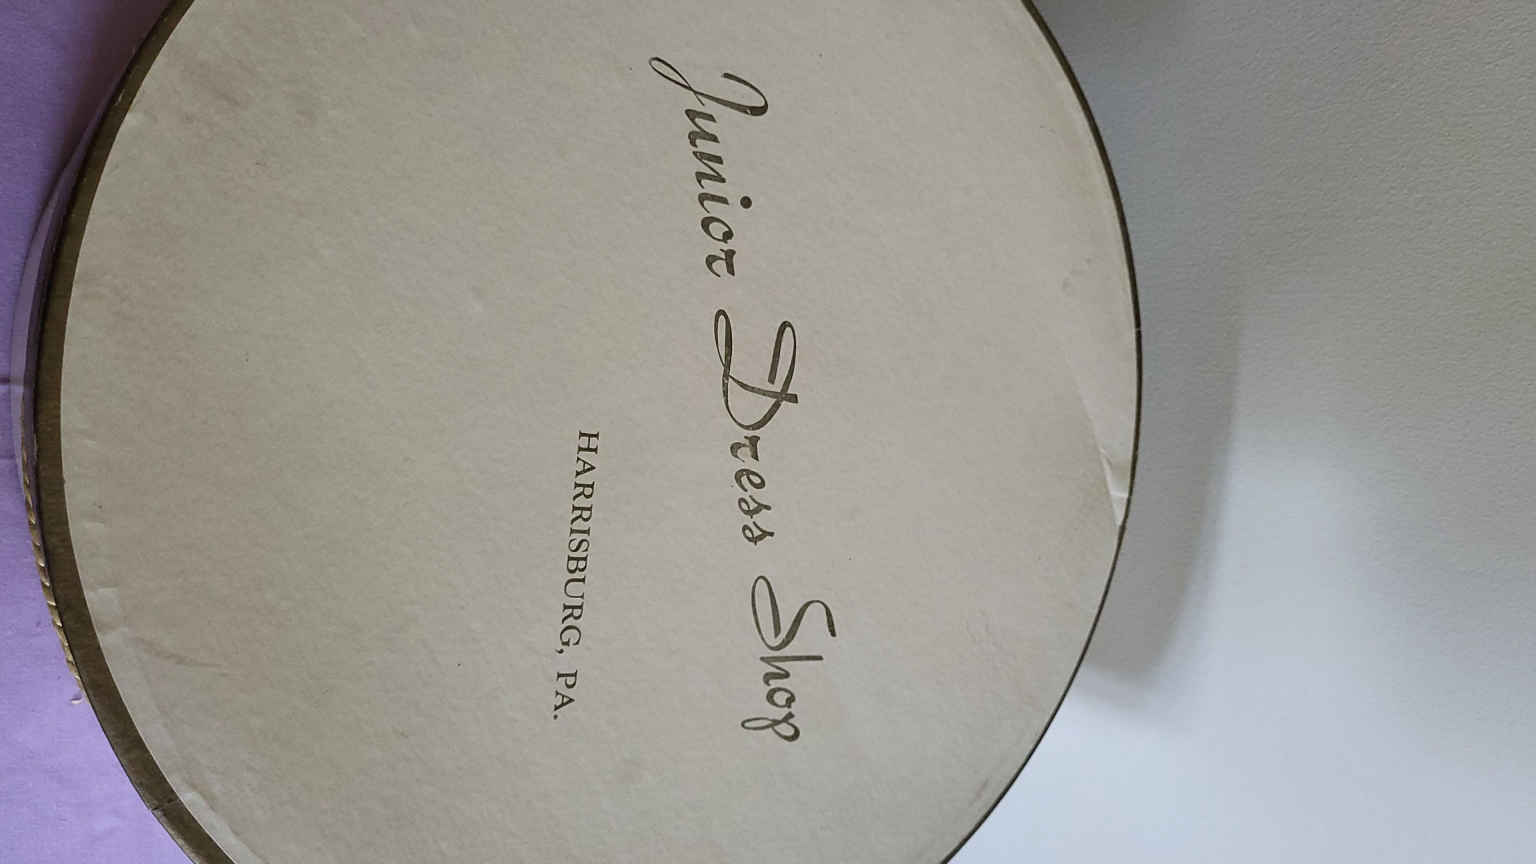 Junior Dress Shop
HARRISBURG, PA.